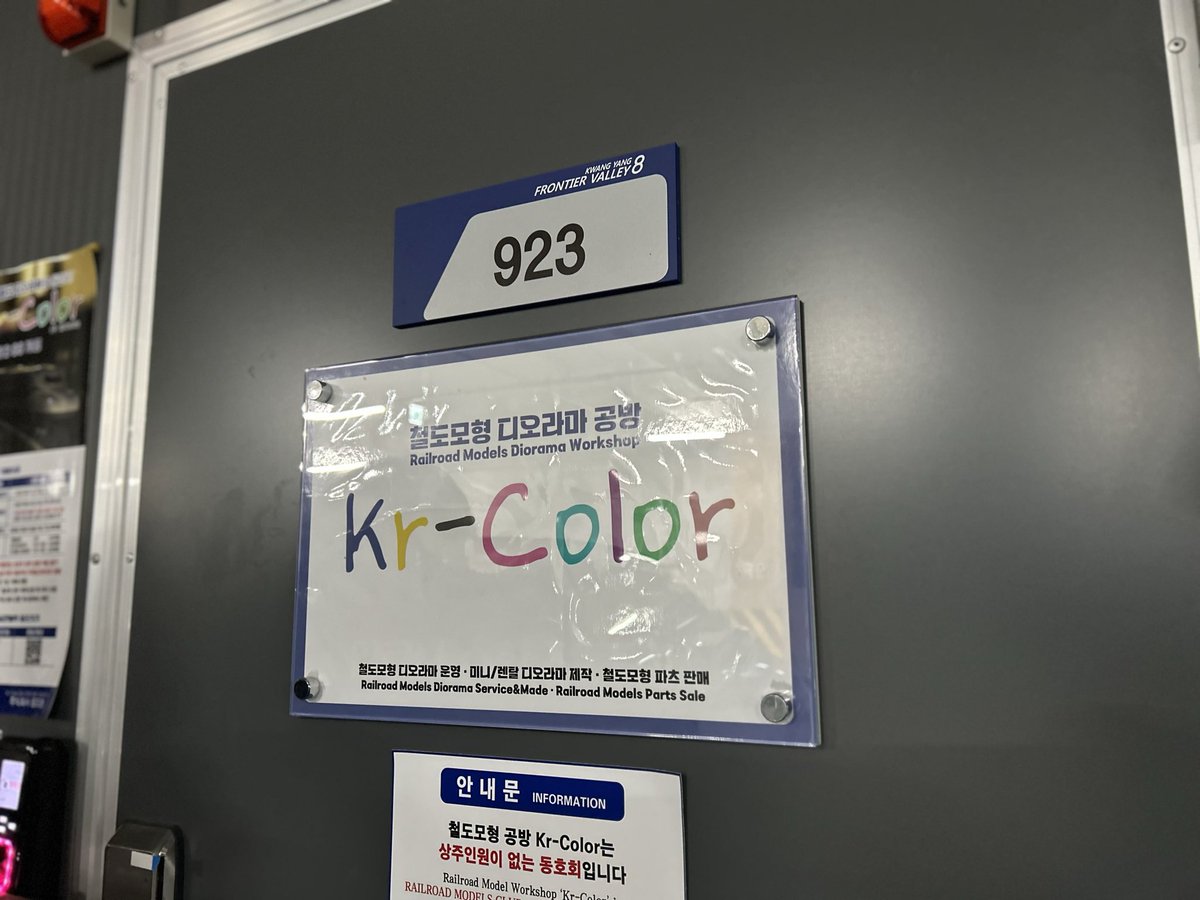 KWANG YANG
FRONTIER VALLEY 8
923
철도모형 디오라마 공방
Railroad Models Diorama Workshop
Kr-Color
철도모형 디오라마 운영 · 미니/렌탈 디오라마 제작 · 철도모형 파츠 판매
Railroad Models Diorama Service&Made · Railroad Models Parts Sale
안내문 INFORMATION
철도모형 공방 Kr-Color는
상주인원이 없는 동호회입니다
Railroad Model Workshop 'Kr-Color'
RAILROAD MODELS
Color